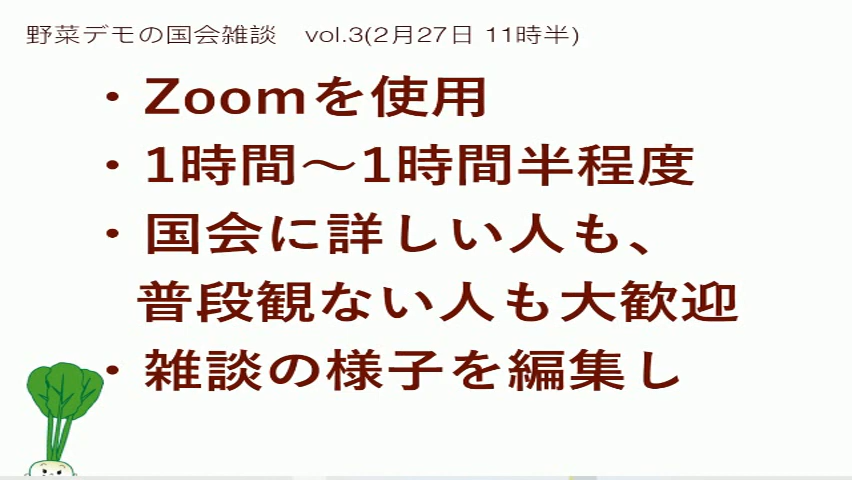 野菜デモの国会雑談　vol.3(2月27日 11時半)
・Zoomを使用
・1時間～1時間半程度
・国会に詳しい人も、
普段観ない人も大歓迎
・雑談の様子を編集し